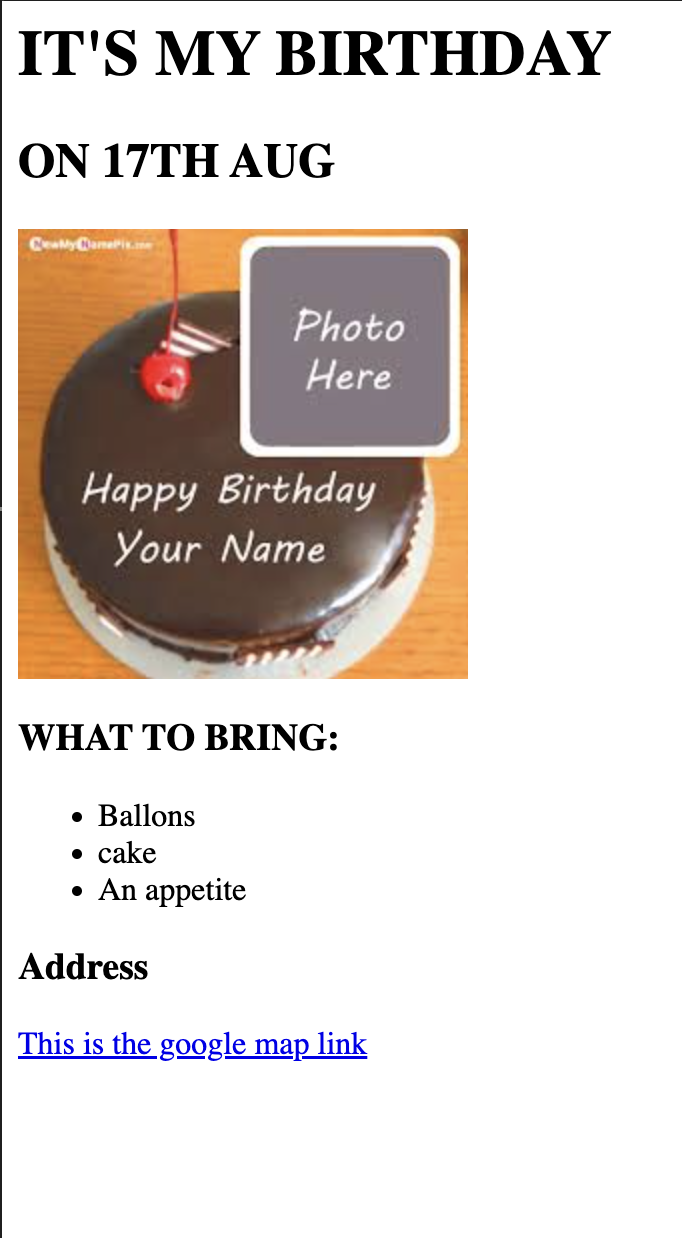 IT'S MY BIRTHDAY
ON 17TH AUG
NewMyNamePix.com
Photo
Here
Happy Birthday
Your Name
WHAT TO BRING:
Ballons
cake
An appetite
Address
This is the google map link